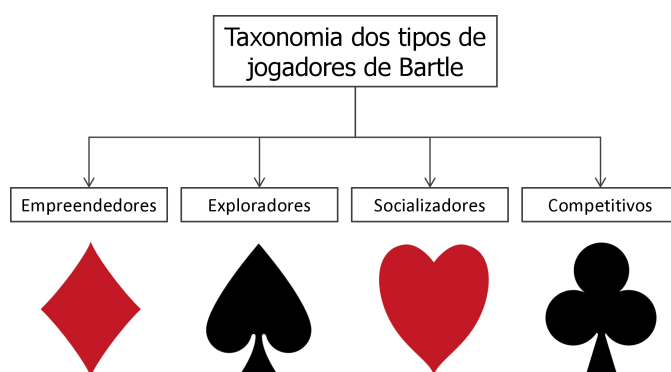 Taxonomia dos tipos de
jogadores de Bartle
Empreendedores
Exploradores
Socializadores
Competitivos